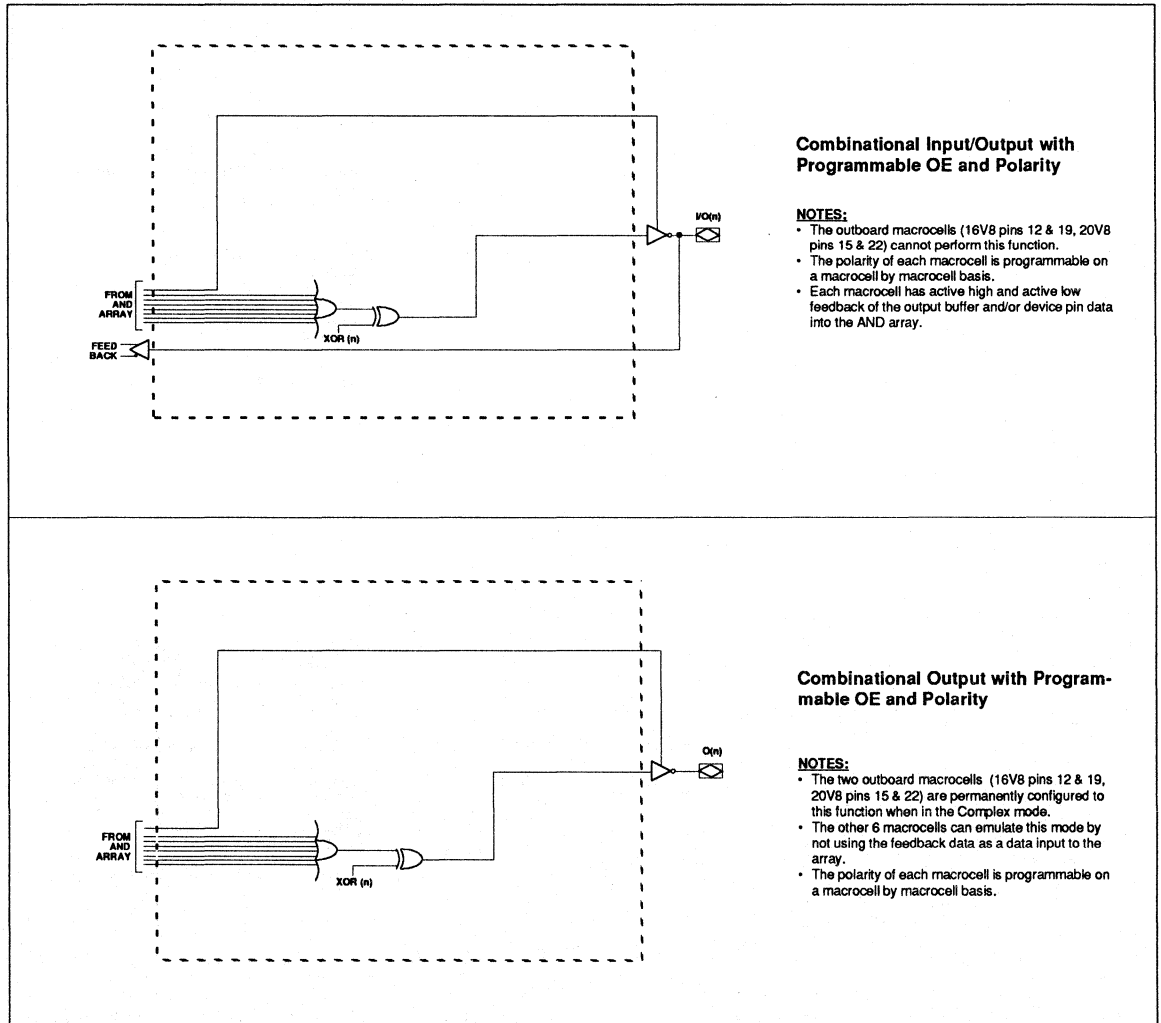 Combinational Input/Output with
Programmable OE and Polarity
NOTES:
• The outboard macrocells (16V8 pins 12 & 19, 20V8
pins 15 & 22) cannot perform this function.
• The polarity of each macrocell is programmable on
a macrocell by macrocell basis.
• Each macrocell has active high and active low
feedback of the output buffer and/or device pin data
into the AND array.
I/O(n)
FROM
AND
ARRAY
XOR (n)
FEED
BACK
Combinational Output with Program-
mable OE and Polarity
NOTES:
• The two outboard macrocells (16V8 pins 12 & 19,
20V8 pins 15 & 22) are permanently configured to
this function when in the Complex mode.
• The other 6 macrocells can emulate this mode by
not using the feedback data as a data input to the
array.
• The polarity of each macrocell is programmable on
a macrocell by macrocell basis.
O(n)
FROM
AND
ARRAY
XOR (n)